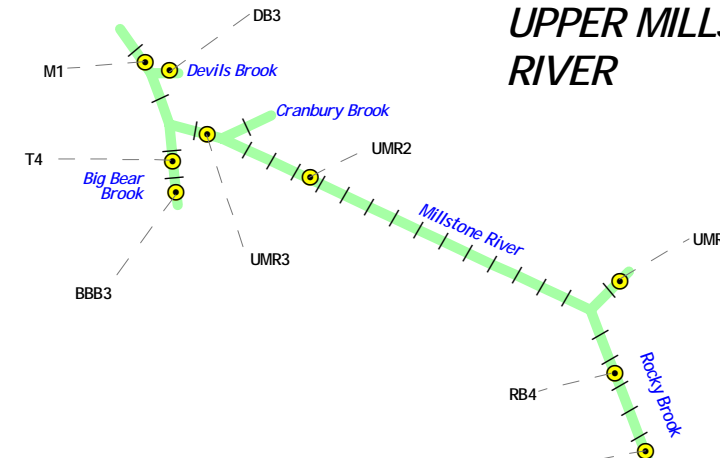 UPPER MILLS
RIVER
DB3
M1
Devils Brook
Cranbury Brook
UMR2
T4
Big Bear
Brook
Millstone River
UMR3
UMR
BBB3
Rocky Brook
RB4